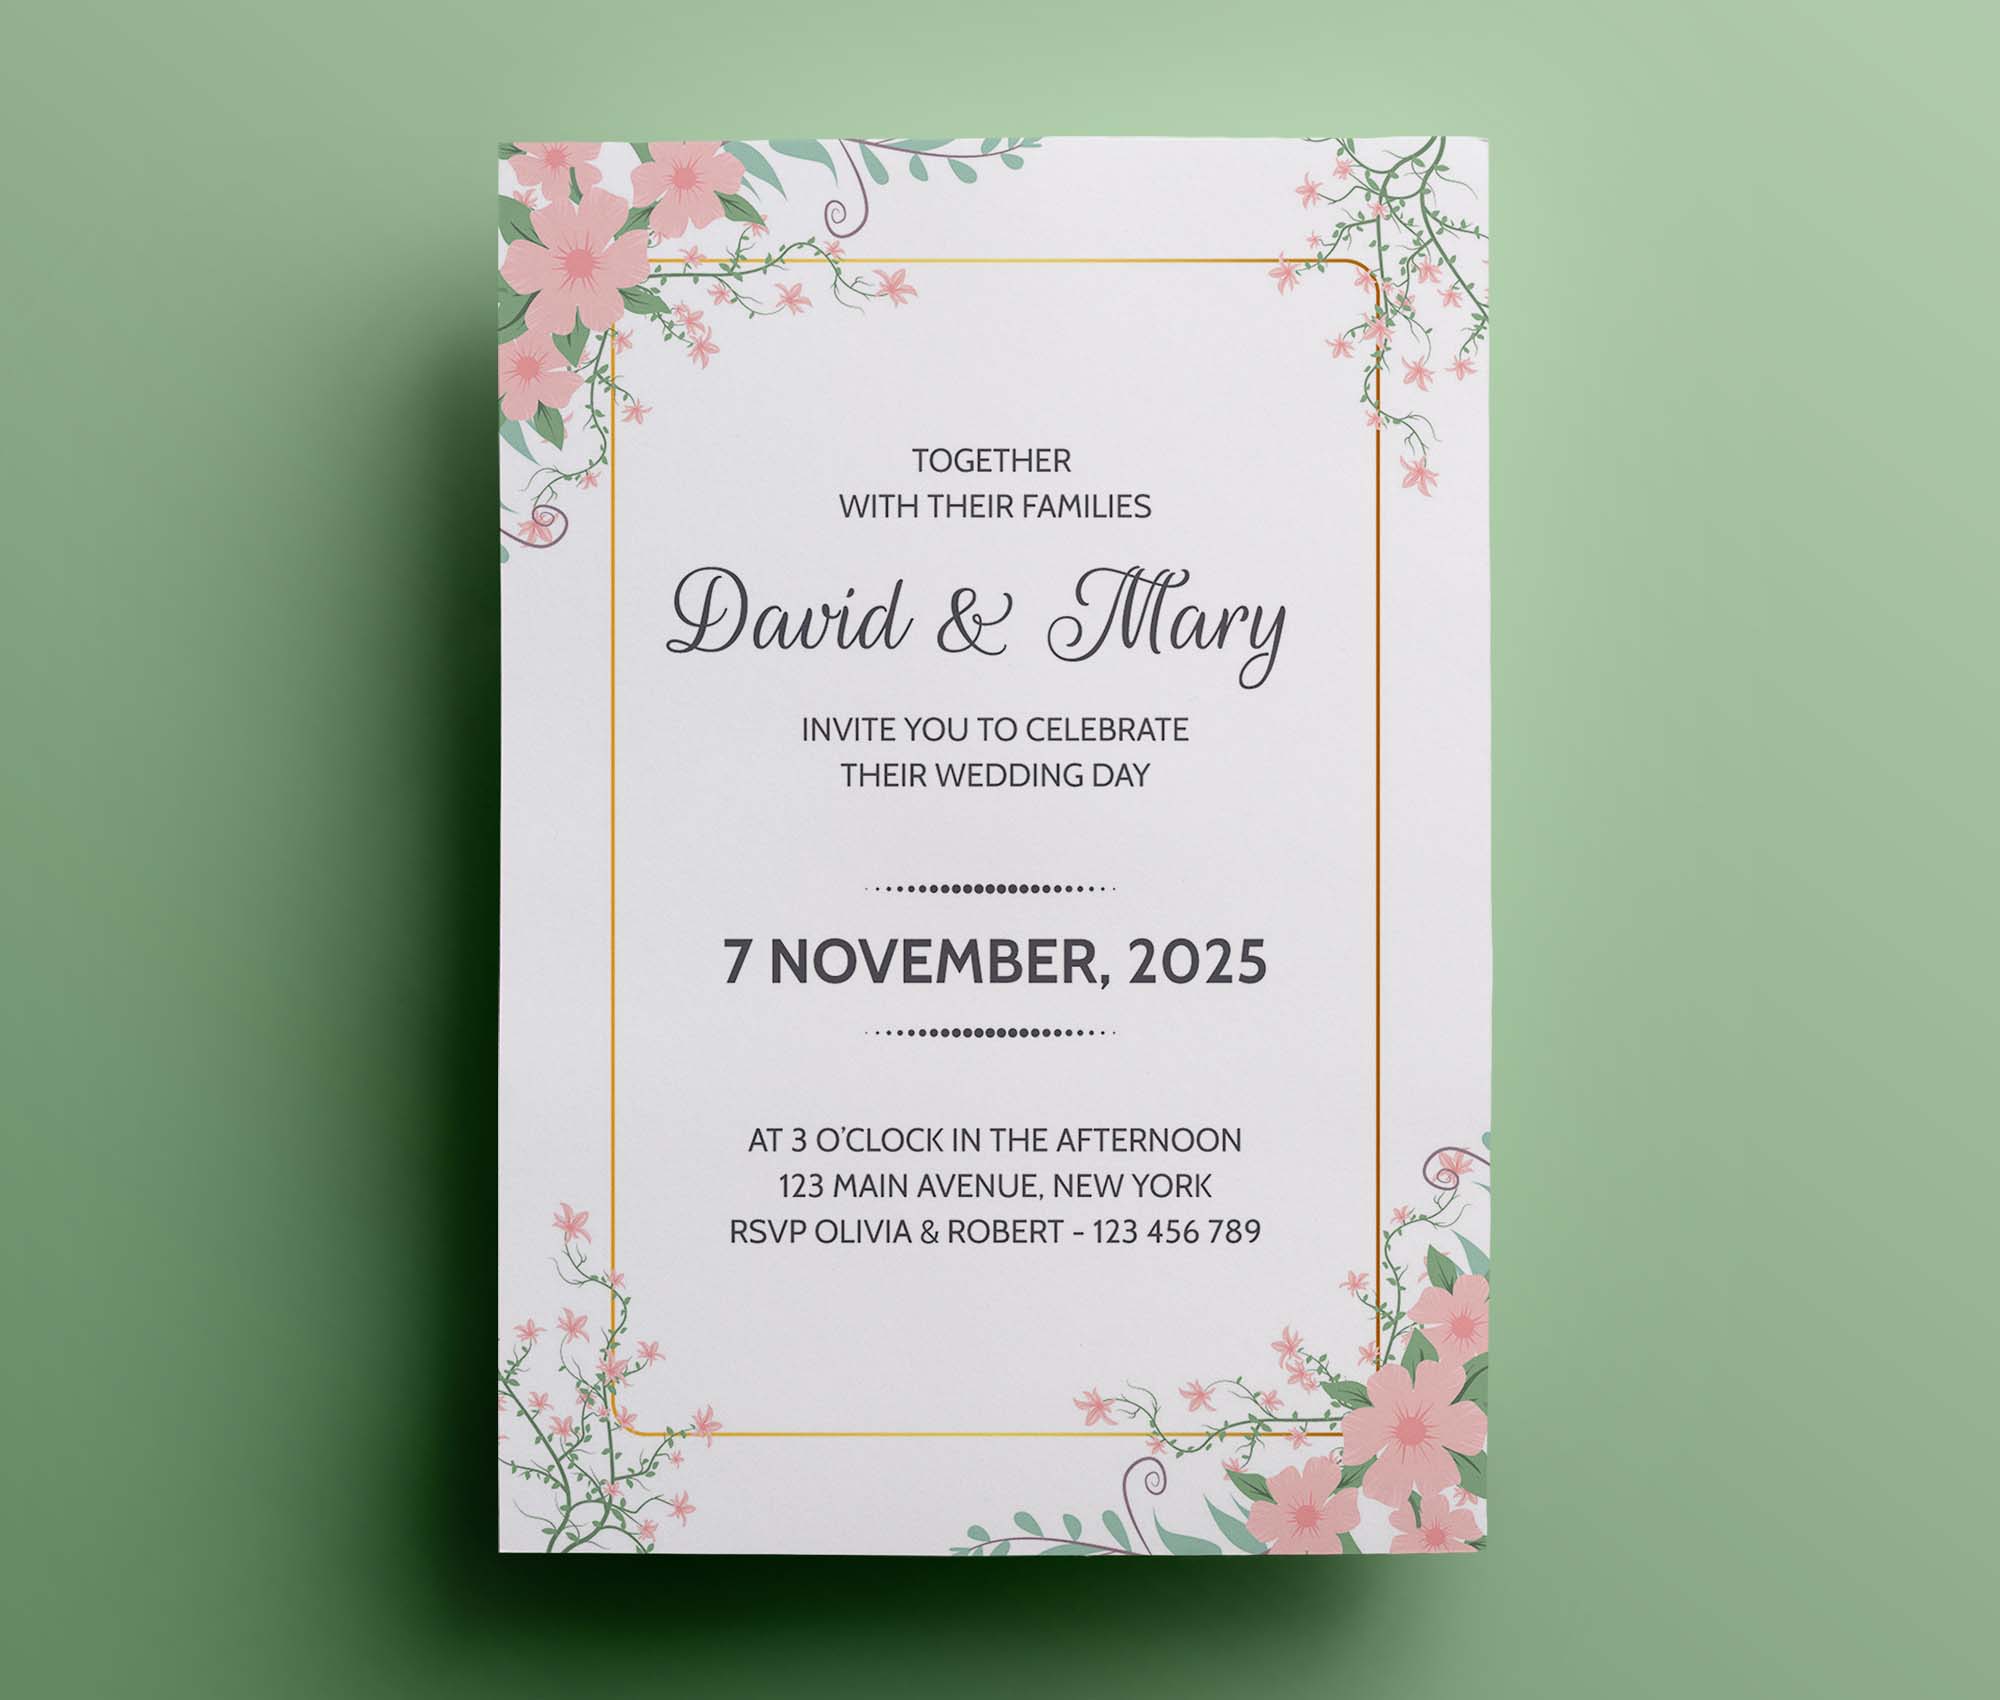 TOGETHER
WITH THEIR FAMILIES
David & Mary
INVITE YOU TO CELEBRATE
THEIR WEDDING DAY
7 NOVEMBER, 2025
AT 3 O’CLOCK IN THE AFTERNOON
123 MAIN AVENUE, NEW YORK
RSVP OLIVIA & ROBERT - 123 456 789